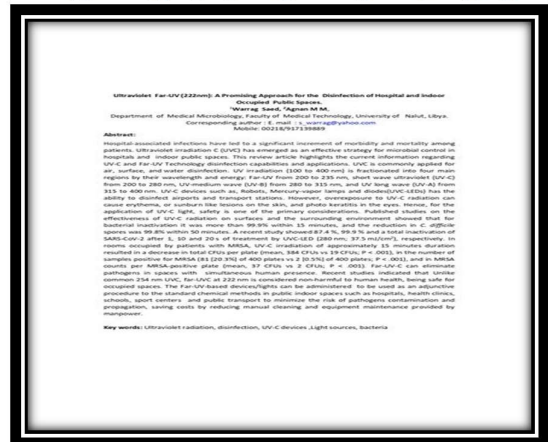 Ultraviolet Far-UV (222nm): A Promising Approach for the Disinfection of Hospital and indoor
Occupied Public Spaces.
¹Warrag Saed, ²Agnan M M,
Department of Medical Microbiology, Faculty of Medical Technology, University of Nalut, Libya.
Corresponding author : E. mail : s_warrag@yahoo.com
Mobile: 00218/917139889
Abstract:
Hospital-associated infections have led to a significant increment of morbidity and mortality among
patients. Ultraviolet irradiation C (UVC) has emerged as an effective strategy for microbial control in
hospitals and indoor public spaces. This review article highlights the current information regarding
UV-C and Far-UV Technology disinfection capabilities and applications. UVC is commonly applied for
air, surface, and water disinfection. UV irradiation (100 to 400 nm) is fractionated into four main
regions by their wavelength and energy: Far-UV from 200 to 235 nm, short wave ultraviolet (UV-C)
from 200 to 280 nm, UV-medium wave (UV-B) from 280 to 315 nm, and UV long wave (UV-A) from
315 to 400 nm. UV-C devices such as, Robots, Mercury-vapor lamps and diodes(UVC-LEDs) has the
ability to disinfect airports and transport stations. However, overexposure to UV-C radiation can
cause erythema, or sunburn like lesions on the skin, and photo keratitis in the eyes. Hence, for the
application of UV-C light, safety is one of the primary considerations. Published studies on the
effectiveness of UV-C radiation on surfaces and the surrounding environment showed that for
bacterial inactivation it was more than 99.9% within 15 minutes, and the reduction in C. difficile
spores was 99.8% within 50 minutes. A recent study showed 87.4 %, 99.9 % and a total inactivation of
SARS-CoV-2 after 1, 10 and 20 s of treatment by UVC-LED (280 nm; 37.5 mJ/cm²), respectively. In
rooms occupied by patients with MRSA, UV-C irradiation of approximately 15 minutes duration
resulted in a decrease in total CFUs per plate (mean, 384 CFUs vs 19 CFUs; P < .001), in the number of
samples positive for MRSA (81 [20.3%] of 400 plates vs 2 [0.5%] of 400 plates; P < .001), and in MRSA
counts per MRSA-positive plate (mean, 37 CFUs vs 2 CFUs; P < .001). Far-UV-C can eliminate
pathogens in spaces with simultaneous human presence. Recent studies indicated that Unlike
common 254 nm UVC, far-UVC at 222 nm is considered non-harmful to human health, being safe for
occupied spaces. The Far-UV-based devices/lights can be administered to be used as an adjunctive
procedure to the standard chemical methods in public indoor spaces such as hospitals, health clinics,
schools, sport centers and public transport to minimize the risk of pathogens contamination and
propagation, saving costs by reducing manual cleaning and equipment maintenance provided by
manpower.
Key words: Ultraviolet radiation, disinfection, UV-C devices ,Light sources, bacteria